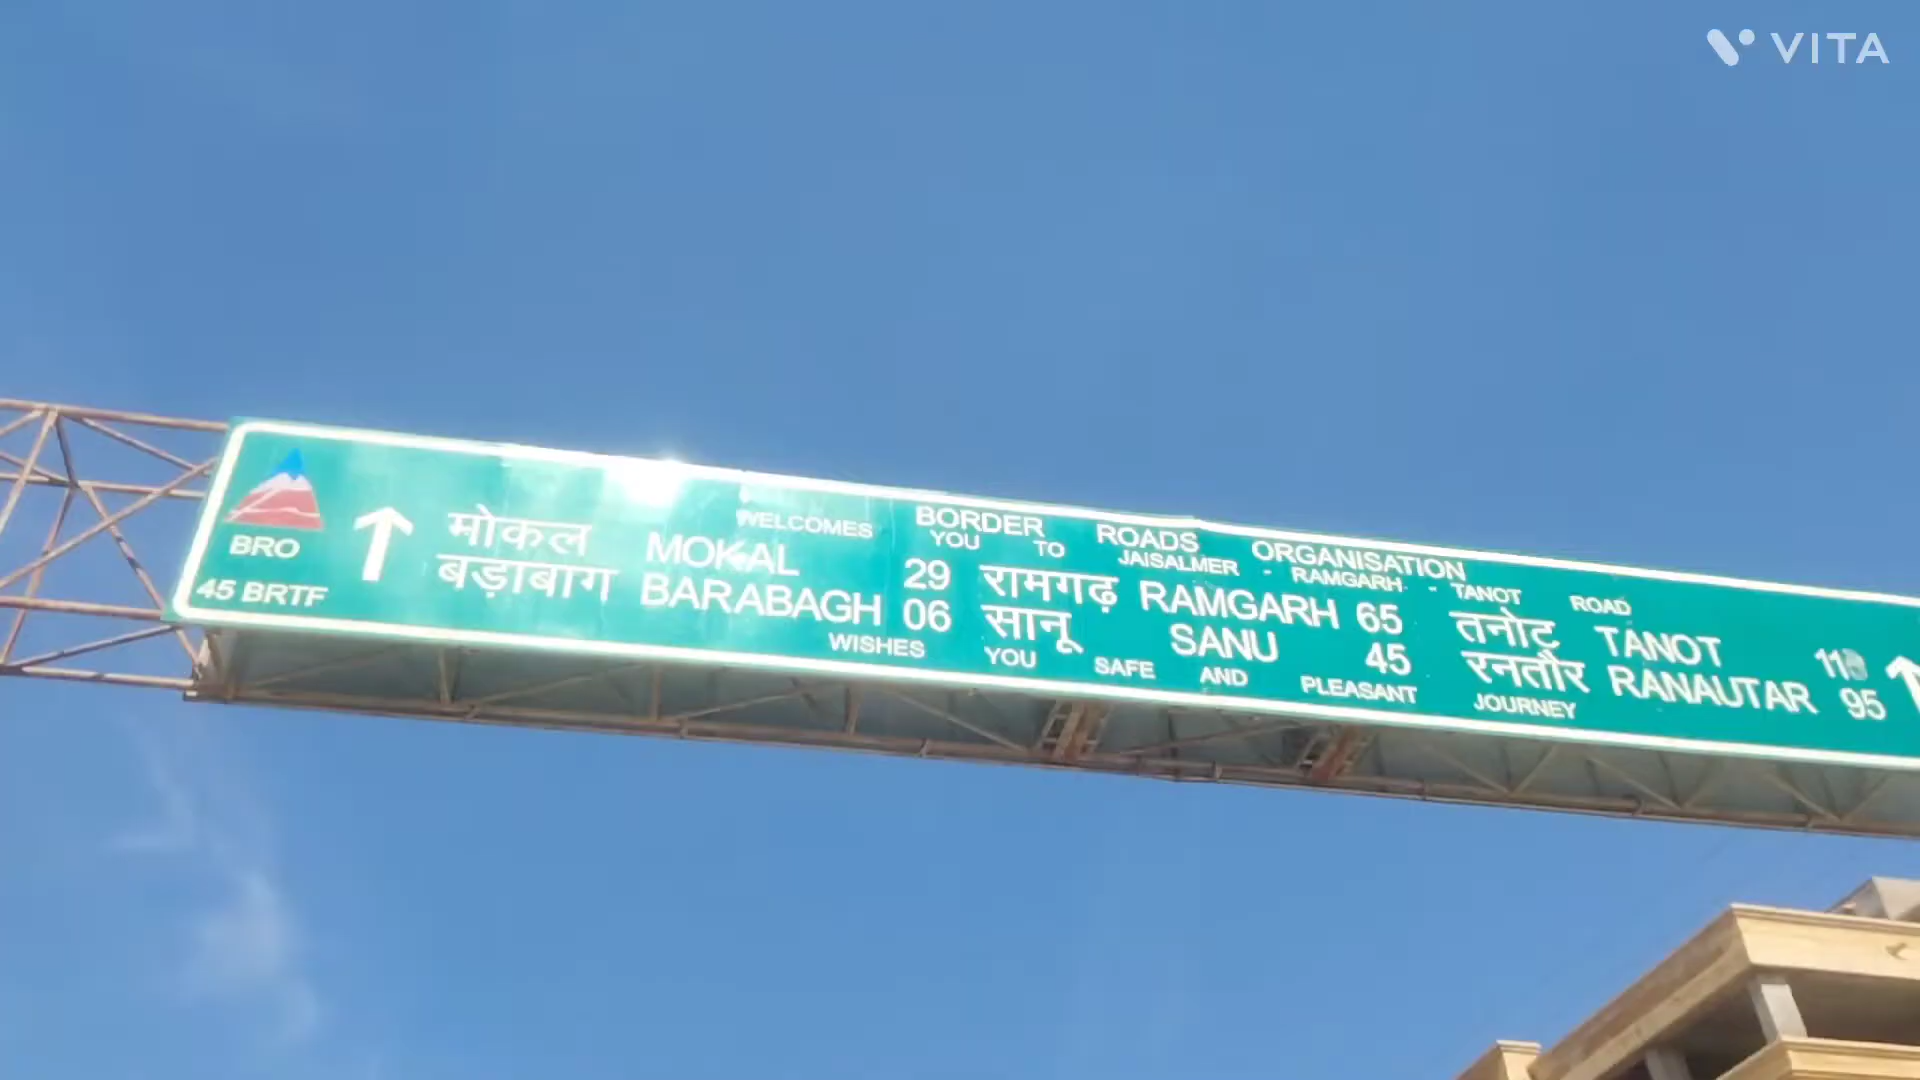 VITA
BORDER ROADS ORGANISATION
WELCOMES YOU TO JAISALMER - RAMGARH - TANOT ROAD
BRO
45 BRTF
मोकल MOKAL 29 रामगढ़ RAMGARH 65 तनोट TANOT
बड़ाबाग BARABAGH 06 सानू SANU 45 रनतौर RANAUTAR 95
WISHES YOU SAFE AND PLEASANT JOURNEY